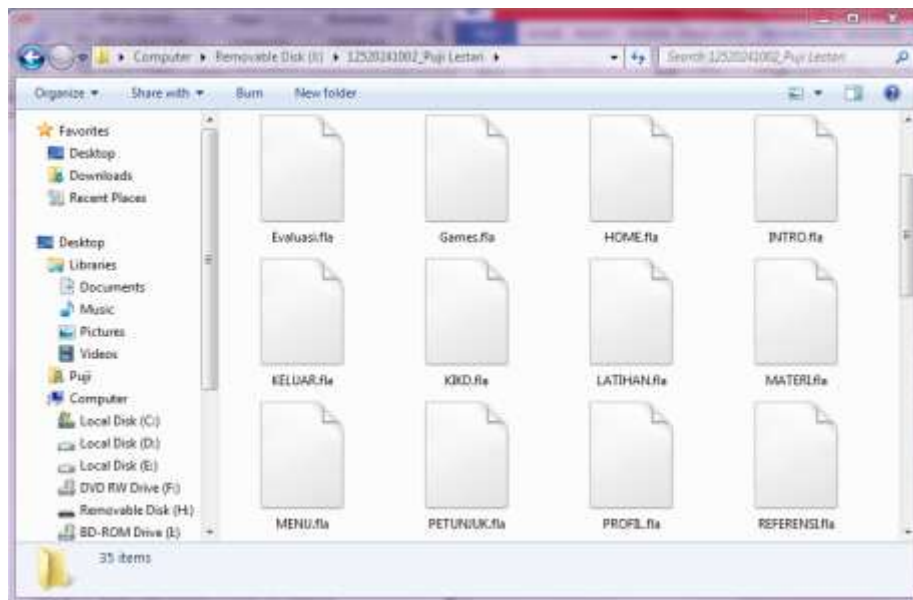 Computer ▸ Removable Disk (I:) ▸ 12520241002_Puji Lestari ▸
Search 12520241002_Puji Lestari
Organize Share with Burn New folder
Favorites
Desktop
Downloads
Recent Places
Desktop
Libraries
Documents
Music
Pictures
Videos
Puji
Computer
Local Disk (C:)
Local Disk (D:)
Local Disk (E:)
DVD RW Drive (F:)
Removable Disk (H:)
BD-ROM Drive (I:)
Evaluasi.fla Games.fla HOME.fla INTRO.fla
KELUAR.fla KIKD.fla LATIHAN.fla MATERI.fla
MENU.fla PETUNJUK.fla PROFIL.fla REFERENSI.fla
35 items